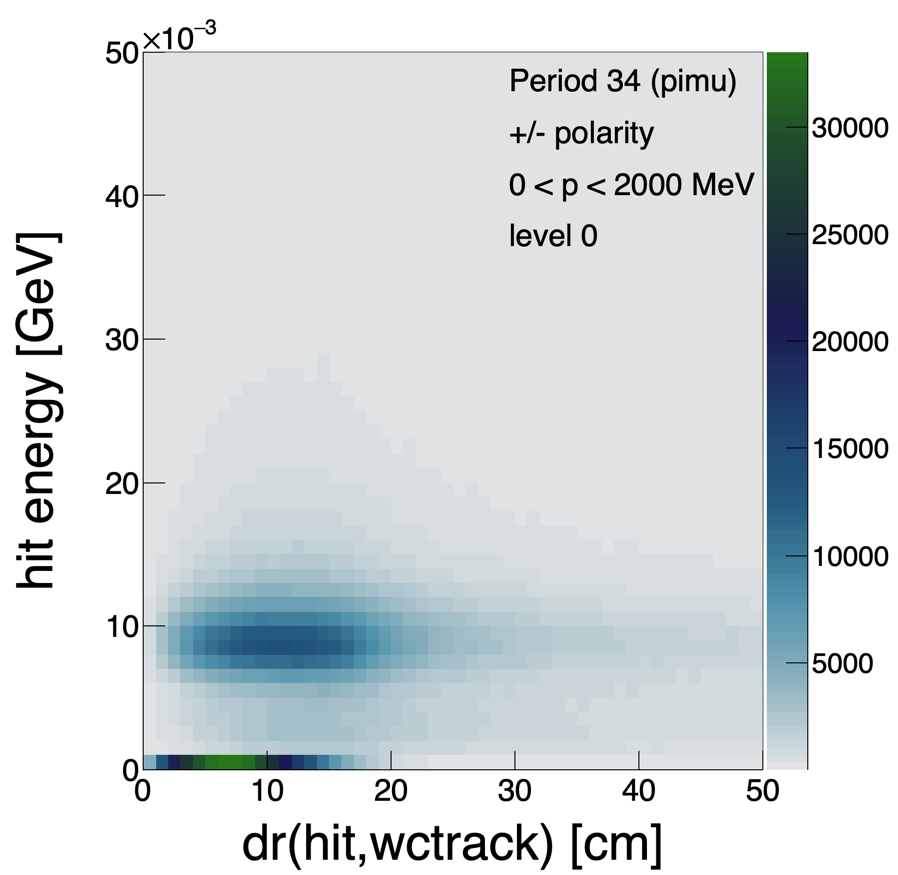 ×10⁻³
50
40
30
20
10
0
hit energy [GeV]
Period 34 (pimu)
+/- polarity
0 < p < 2000 MeV
level 0
30000
25000
20000
15000
10000
5000
0 10 20 30 40 50
dr(hit,wctrack) [cm]